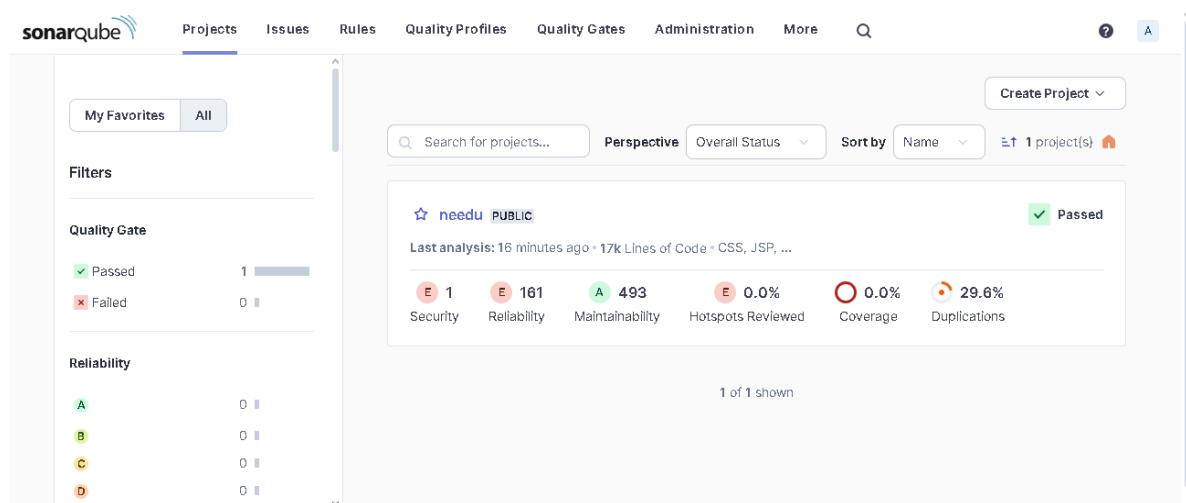 sonarqube Projects Issues Rules Quality Profiles Quality Gates Administration More ? A
My Favorites All
Filters
Quality Gate
Passed 1
Failed 0
Reliability
A 0
B 0
C 0
D 0
Create Project
Search for projects... Perspective Overall Status Sort by Name 1 project(s)
needu PUBLIC Passed
Last analysis: 16 minutes ago • 17k Lines of Code • CSS, JSP, ...
E 1 E 161 A 493 E 0.0% 0.0% 29.6%
Security Reliability Maintainability Hotspots Reviewed Coverage Duplications
1 of 1 shown